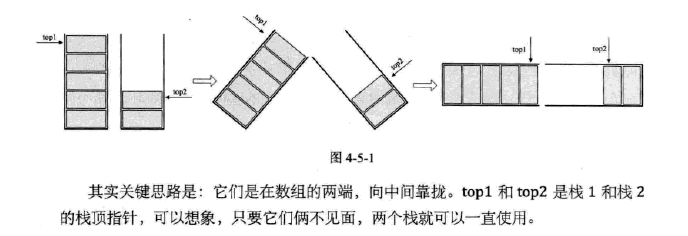 top1
top2
top1
top2
top1
top2
图 4-5-1
其实关键思路是：它们是在数组的两端，向中间靠拢。top1 和 top2 是栈 1 和栈 2
的栈顶指针，可以想象，只要它们俩不见面，两个栈就可以一直使用。